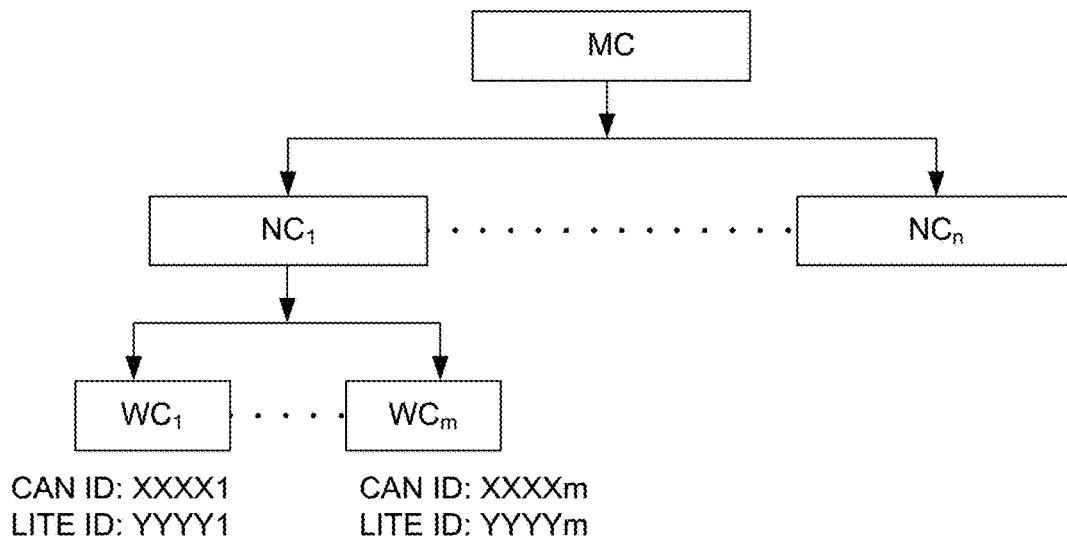 MC
NC₁
NCₙ
WC₁
WCₘ
CAN ID: XXXX1
LITE ID: YYYY1
CAN ID: XXXXm
LITE ID: YYYYm